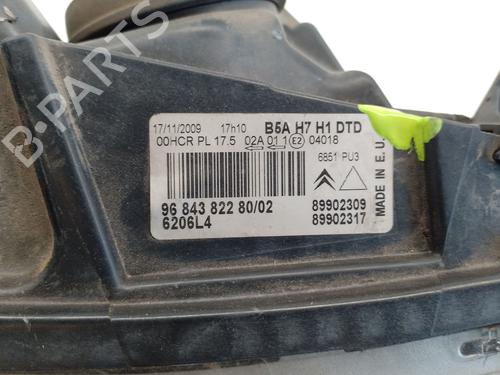 17/11/2009 17h10 B5A H7 H1 DTD
00HCR PL 17.5 02A 01 1 E2 04018
6851 PU3
96 843 822 80/02 89902309
6206L4 89902317
MADE IN E.U.
B-PARTS